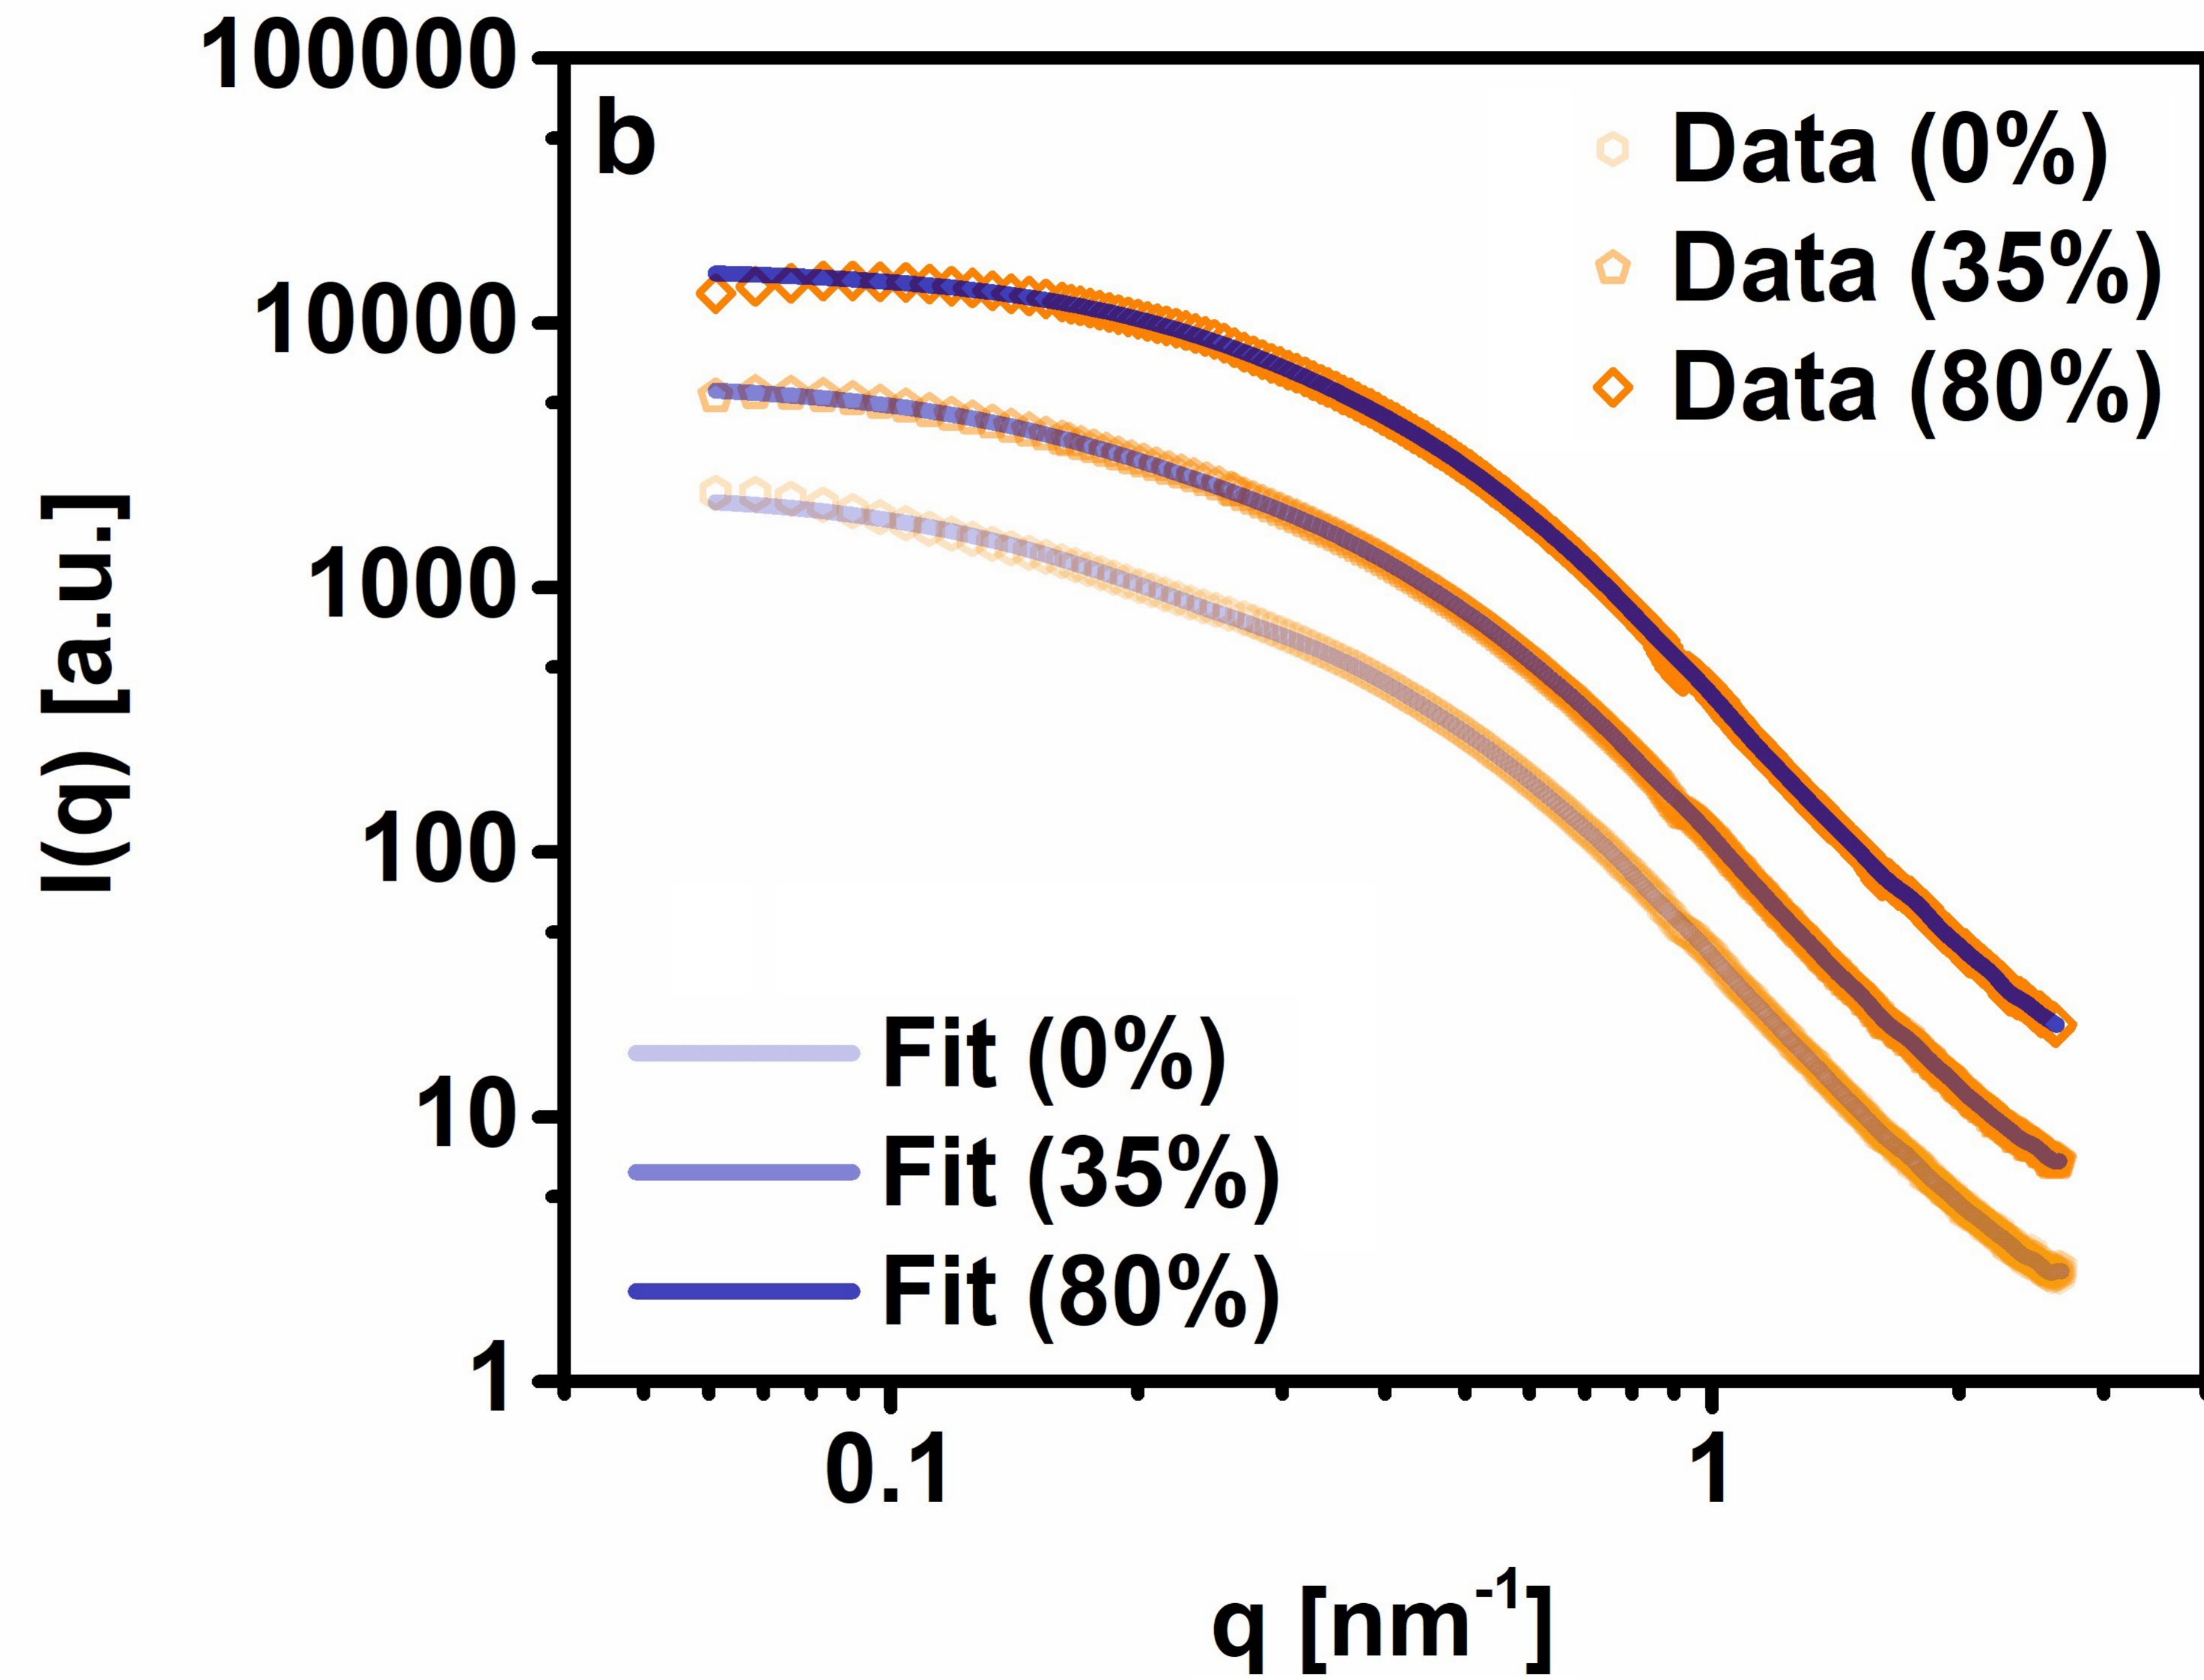 100000
10000
1000
100
10
1
I(q) [a.u.]
b
Data (0%)
Data (35%)
Data (80%)
Fit (0%)
Fit (35%)
Fit (80%)
0.1
1
q [nm⁻¹]